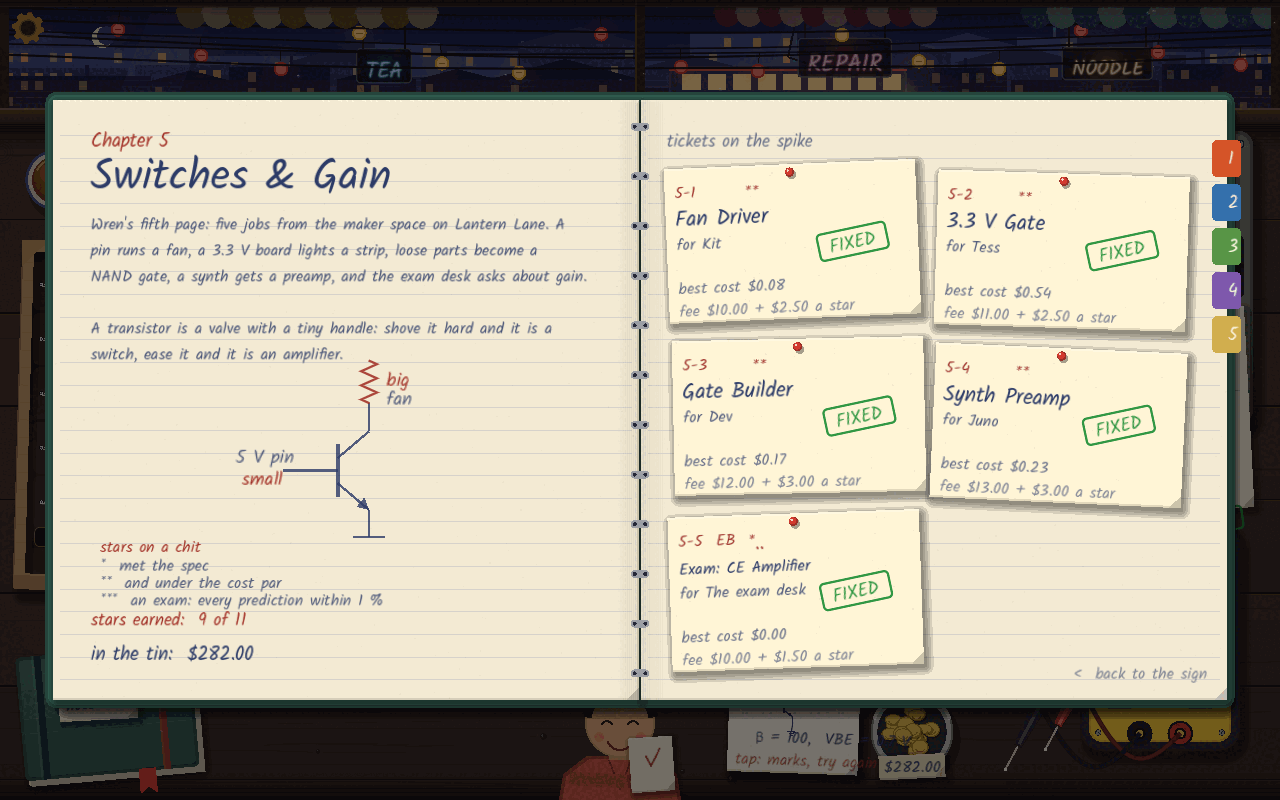 TEA
REPAIR
NOODLE
Chapter 5
Switches & Gain
Wren's fifth page: five jobs from the maker space on Lantern Lane. A
pin runs a fan, a 3.3 V board lights a strip, loose parts become a
NAND gate, a synth gets a preamp, and the exam desk asks about gain.
A transistor is a valve with a tiny handle: shove it hard and it is a
switch, ease it and it is an amplifier.
big
fan
5 V pin
small
stars on a chit
* met the spec
** and under the cost par
*** an exam: every prediction within 1 %
stars earned: 9 of 11
in the tin: $282.00
tickets on the spike
5-1 **
Fan Driver
for Kit
FIXED
best cost $0.08
fee $10.00 + $2.50 a star
5-2 **
3.3 V Gate
for Tess
FIXED
best cost $0.54
fee $11.00 + $2.50 a star
5-3 **
Gate Builder
for Dev
FIXED
best cost $0.17
fee $12.00 + $3.00 a star
5-4 **
Synth Preamp
for Juno
FIXED
best cost $0.23
fee $13.00 + $3.00 a star
5-5 EB *..
Exam: CE Amplifier
for The exam desk
FIXED
best cost $0.00
fee $10.00 + $1.50 a star
< back to the sign
1
2
3
4
5
β = 100, VBE
tap: marks, try again
$282.00